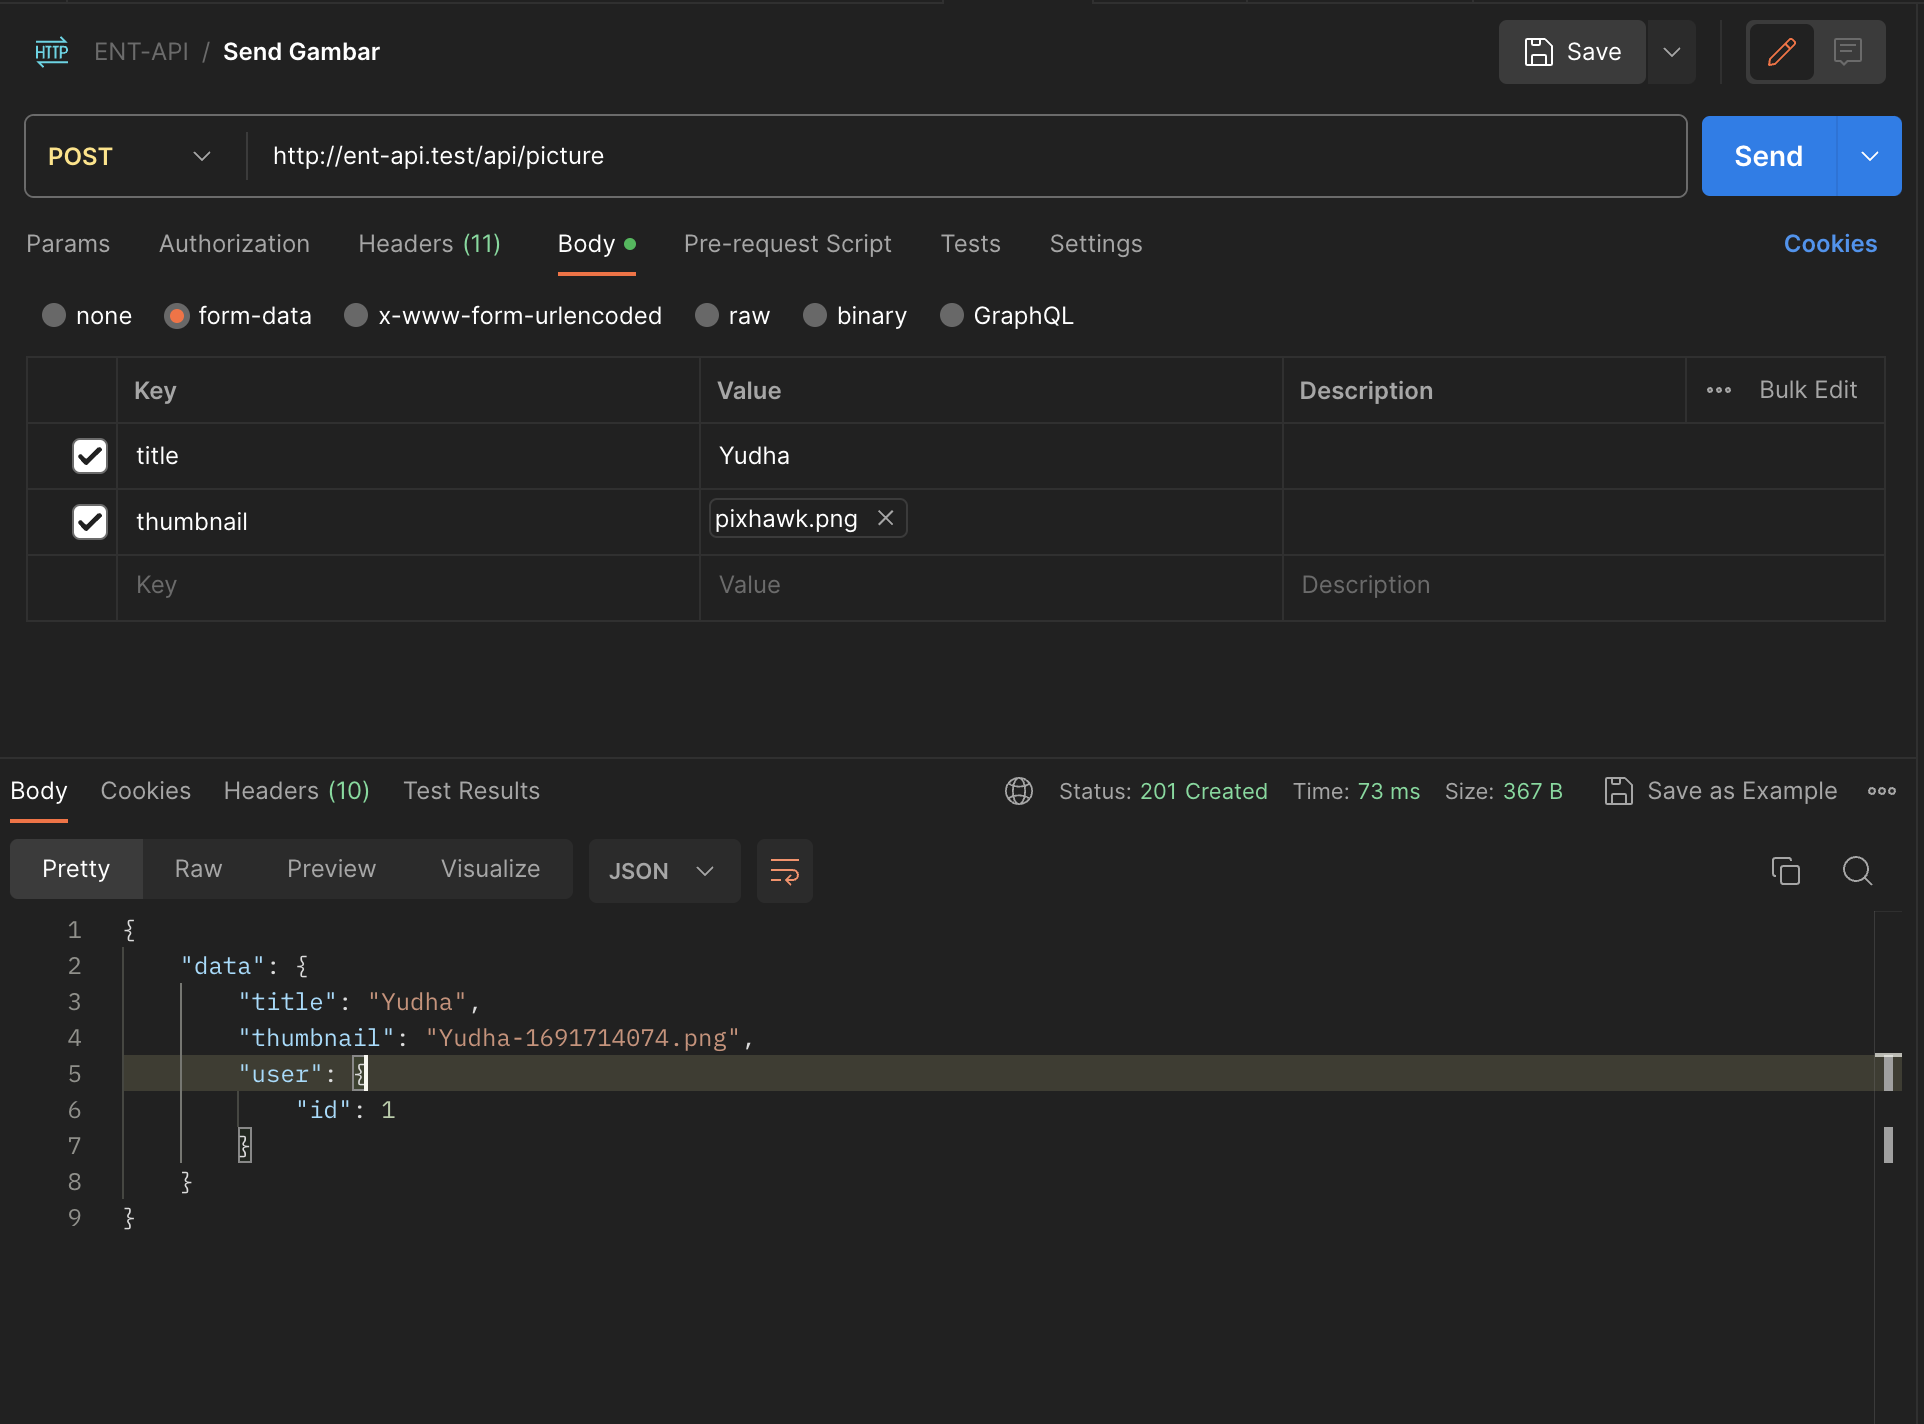 HTTP ENT-API / Send Gambar Save
POST http://ent-api.test/api/picture Send
Params Authorization Headers (11) Body Pre-request Script Tests Settings Cookies
none form-data x-www-form-urlencoded raw binary GraphQL
Key Value Description Bulk Edit
title Yudha
thumbnail pixhawk.png
Key Value Description
Body Cookies Headers (10) Test Results Status: 201 Created Time: 73 ms Size: 367 B Save as Example
Pretty Raw Preview Visualize JSON
1 {
2 "data": {
3 "title": "Yudha",
4 "thumbnail": "Yudha-1691714074.png",
5 "user": {
6 "id": 1
7 }
8 }
9 }